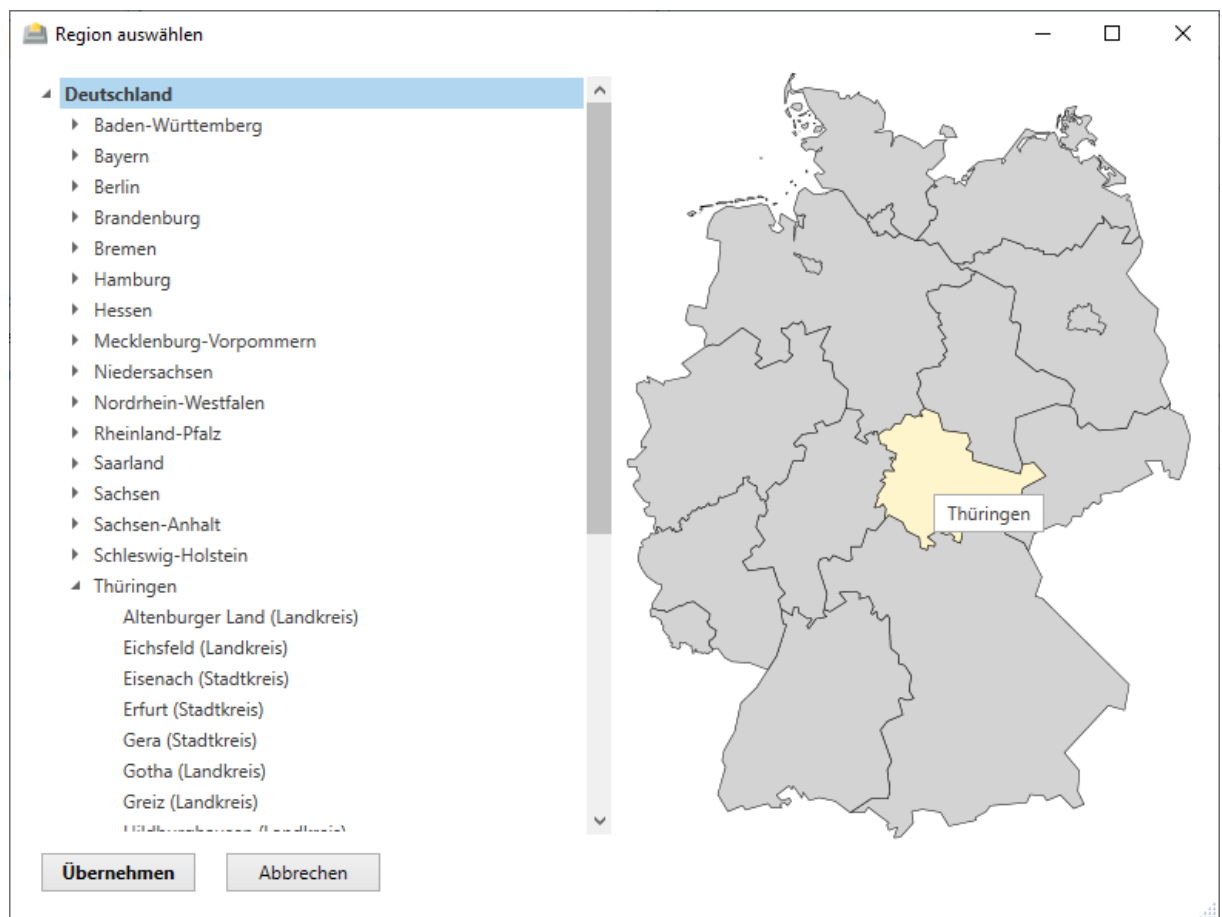 Region auswählen
Deutschland
Baden-Württemberg
Bayern
Berlin
Brandenburg
Bremen
Hamburg
Hessen
Mecklenburg-Vorpommern
Niedersachsen
Nordrhein-Westfalen
Rheinland-Pfalz
Saarland
Sachsen
Sachsen-Anhalt
Schleswig-Holstein
Thüringen
Altenburger Land (Landkreis)
Eichsfeld (Landkreis)
Eisenach (Stadtkreis)
Erfurt (Stadtkreis)
Gera (Stadtkreis)
Gotha (Landkreis)
Greiz (Landkreis)
Hildburghausen (Landkreis)
Übernehmen
Abbrechen
Thüringen